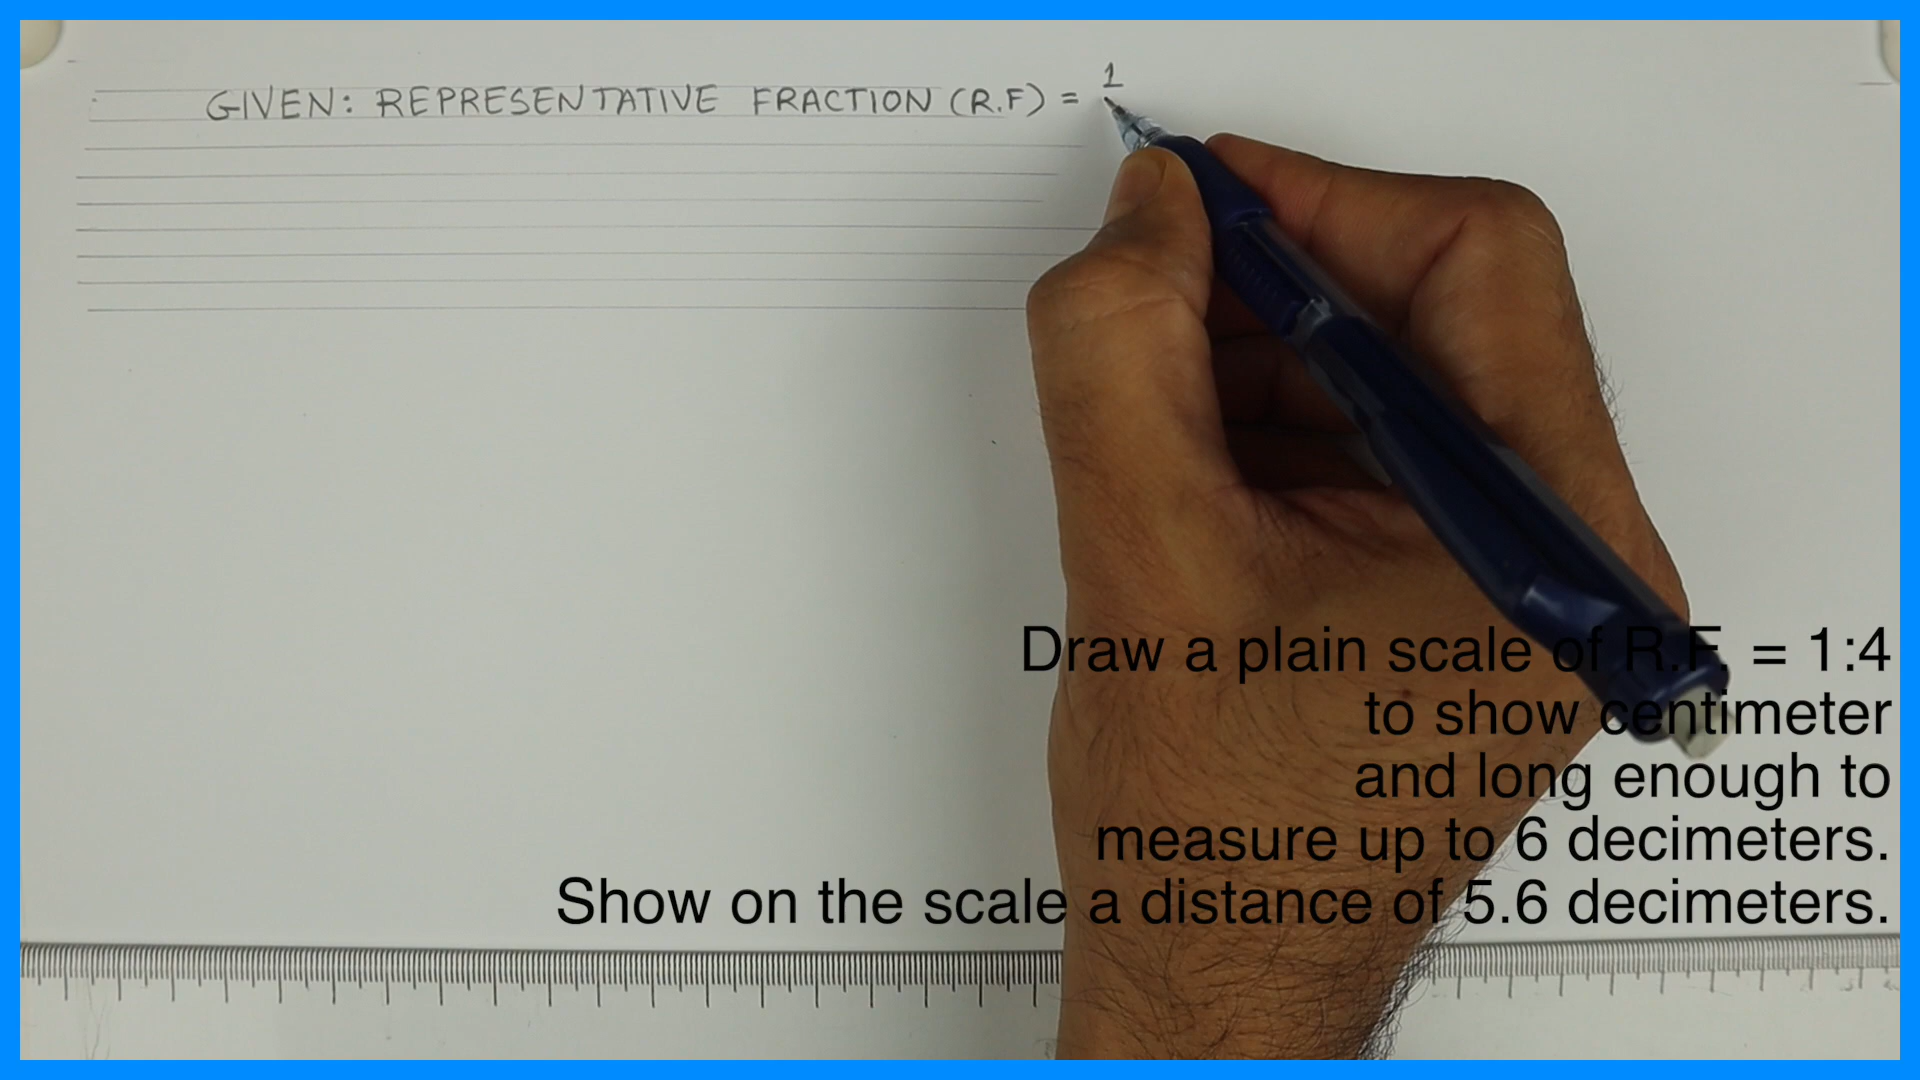 GIVEN: REPRESENTATIVE FRACTION (R.F) = 1
Draw a plain scale of R.F. = 1:4
to show centimeter
and long enough to
measure up to 6 decimeters.
Show on the scale a distance of 5.6 decimeters.